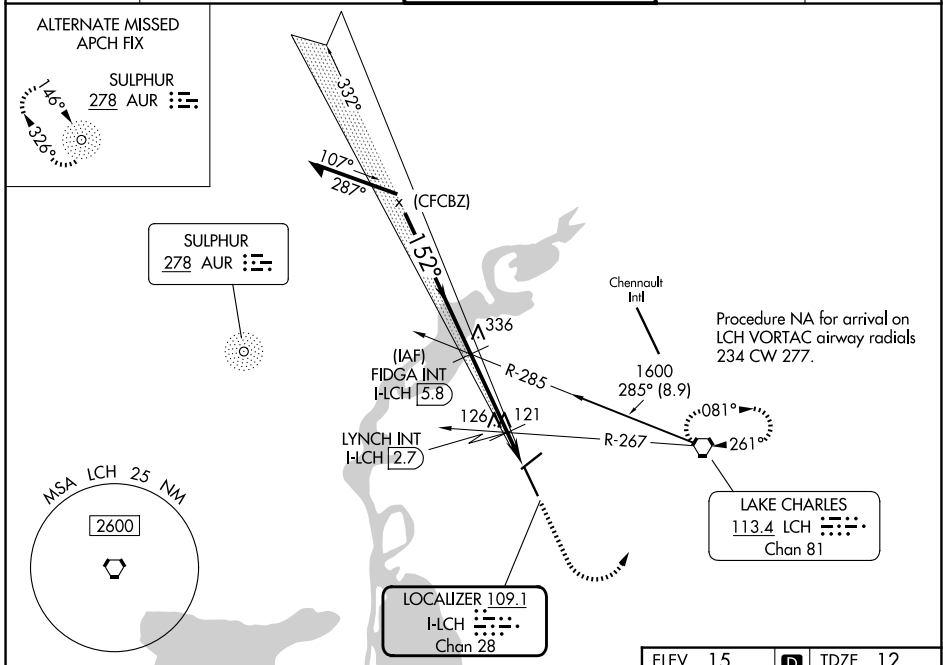 ALTERNATE MISSED
APCH FIX
SULPHUR
278 AUR
146°
326°
332°
107°
287°
(CFCBZ)
152°
SULPHUR
278 AUR
Chennault
Intl
Procedure NA for arrival on
LCH VORTAC airway radials
234 CW 277.
336
(IAF)
FIDGA INT
I-LCH 5.8
R-285
1600
285° (8.9)
081°
261°
126
121
LYNCH INT
I-LCH 2.7
R-267
MSA LCH 25 NM
2600
LAKE CHARLES
113.4 LCH
Chan 81
LOCALIZER 109.1
I-LCH
Chan 28
ELEV 15 D TDZE 12